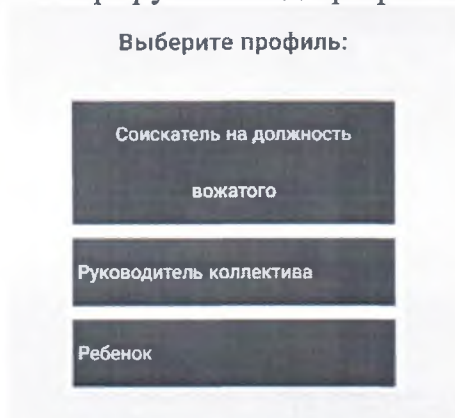 Выберите профиль:
Соискатель на должность
вожатого
Руководитель коллектива
Ребенок